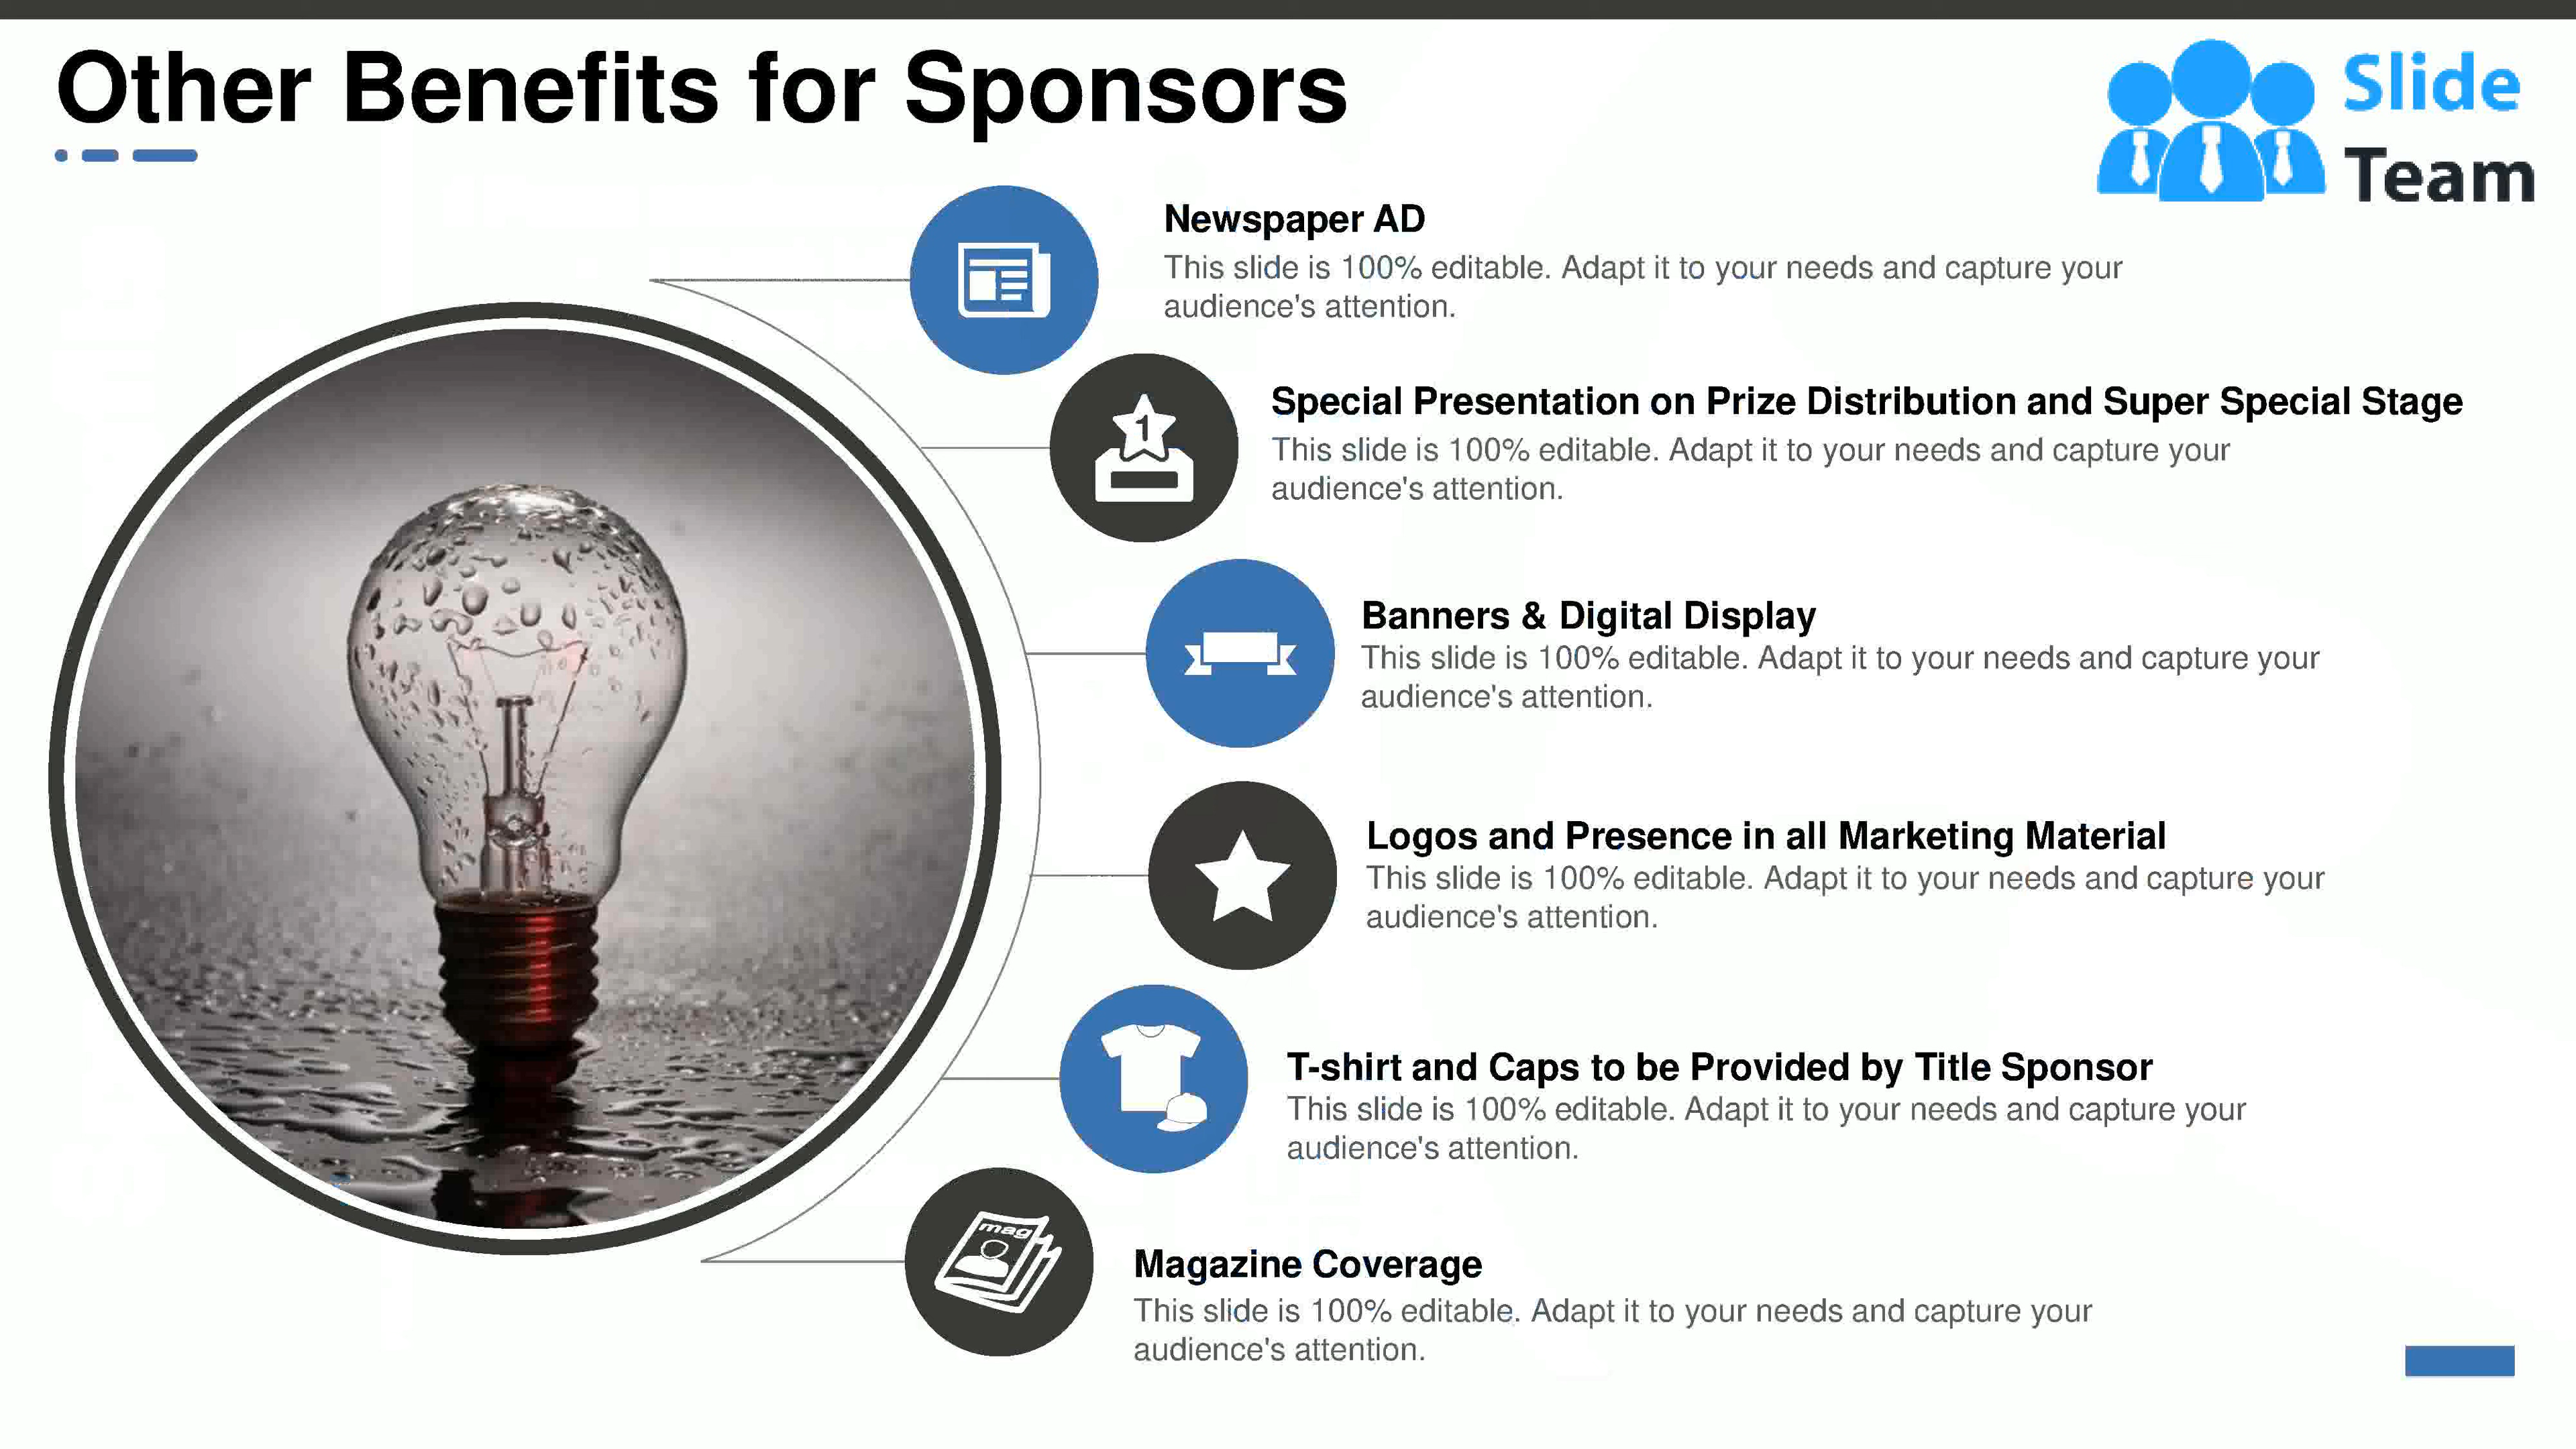 Other Benefits for Sponsors
Slide
Team
Newspaper AD
This slide is 100% editable. Adapt it to your needs and capture your
audience's attention.
1
Special Presentation on Prize Distribution and Super Special Stage
This slide is 100% editable. Adapt it to your needs and capture your
audience's attention.
Banners & Digital Display
This slide is 100% editable. Adapt it to your needs and capture your
audience's attention.
Logos and Presence in all Marketing Material
This slide is 100% editable. Adapt it to your needs and capture your
audience's attention.
T-shirt and Caps to be Provided by Title Sponsor
This slide is 100% editable. Adapt it to your needs and capture your
audience's attention.
mag
Magazine Coverage
This slide is 100% editable. Adapt it to your needs and capture your
audience's attention.